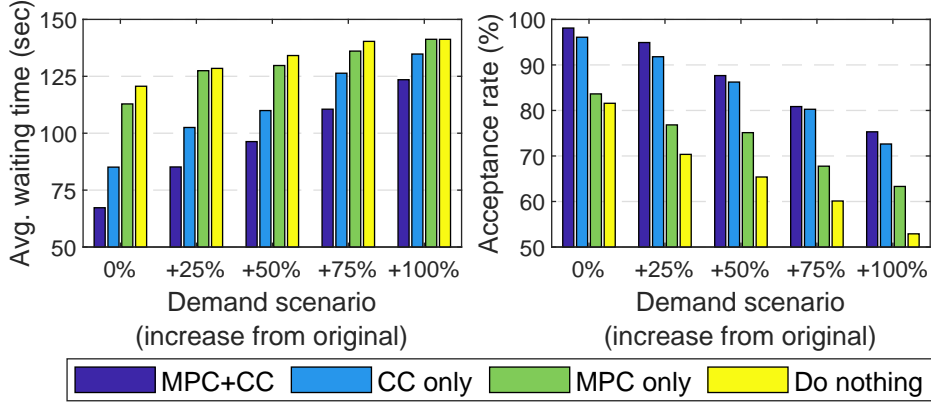 Avg. waiting time (sec)
150
125
100
75
50
0% +25% +50% +75% +100%
Demand scenario
(increase from original)
Acceptance rate (%)
100
90
80
70
60
50
0% +25% +50% +75% +100%
Demand scenario
(increase from original)
MPC+CC CC only MPC only Do nothing